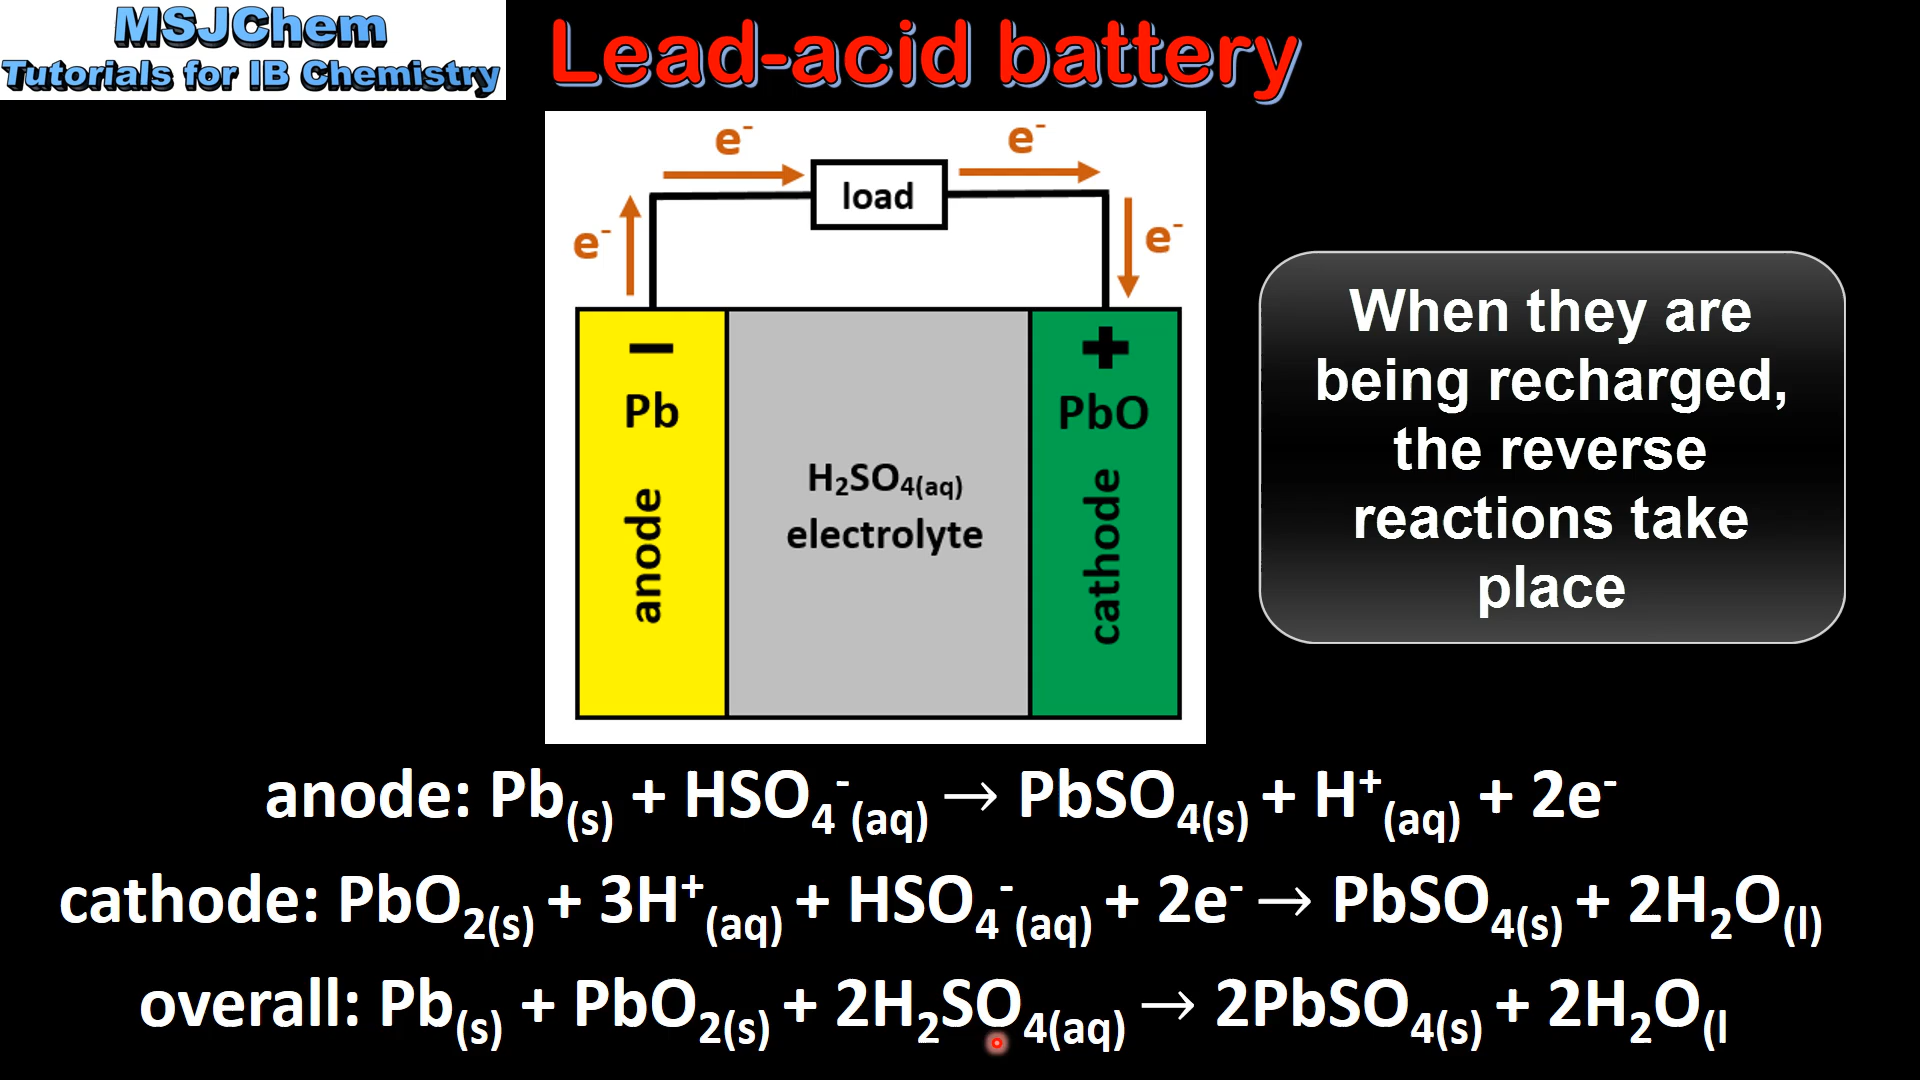 MSJChem
Tutorials for IB Chemistry
Lead-acid battery
e⁻ e⁻
load
e⁻ e⁻
− +
Pb PbO
anode
H₂SO₄(aq)
electrolyte
cathode
When they are
being recharged,
the reverse
reactions take
place
anode: Pb(s) + HSO₄⁻(aq) → PbSO₄(s) + H⁺(aq) + 2e⁻
cathode: PbO₂(s) + 3H⁺(aq) + HSO₄⁻(aq) + 2e⁻ → PbSO₄(s) + 2H₂O(l)
overall: Pb(s) + PbO₂(s) + 2H₂SO₄(aq) → 2PbSO₄(s) + 2H₂O(l